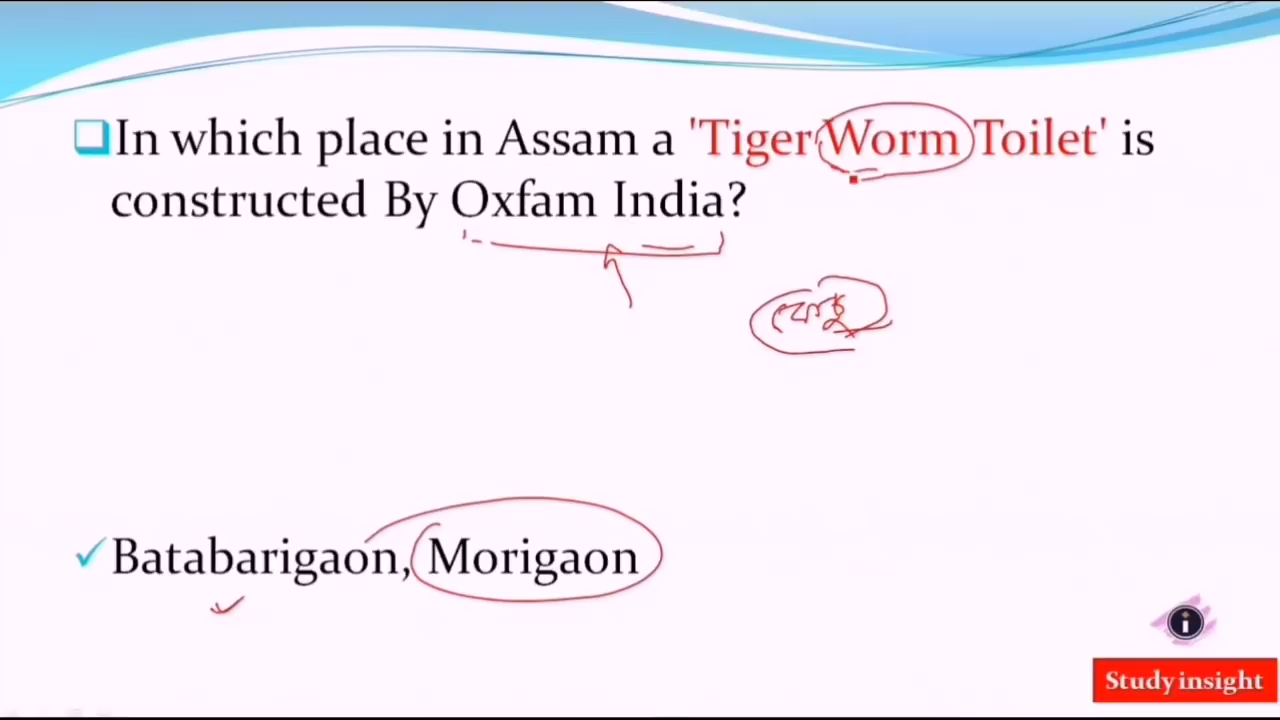 In which place in Assam a 'Tiger Worm Toilet' is
constructed By Oxfam India?
Batabarigaon, Morigaon
i
Study insight